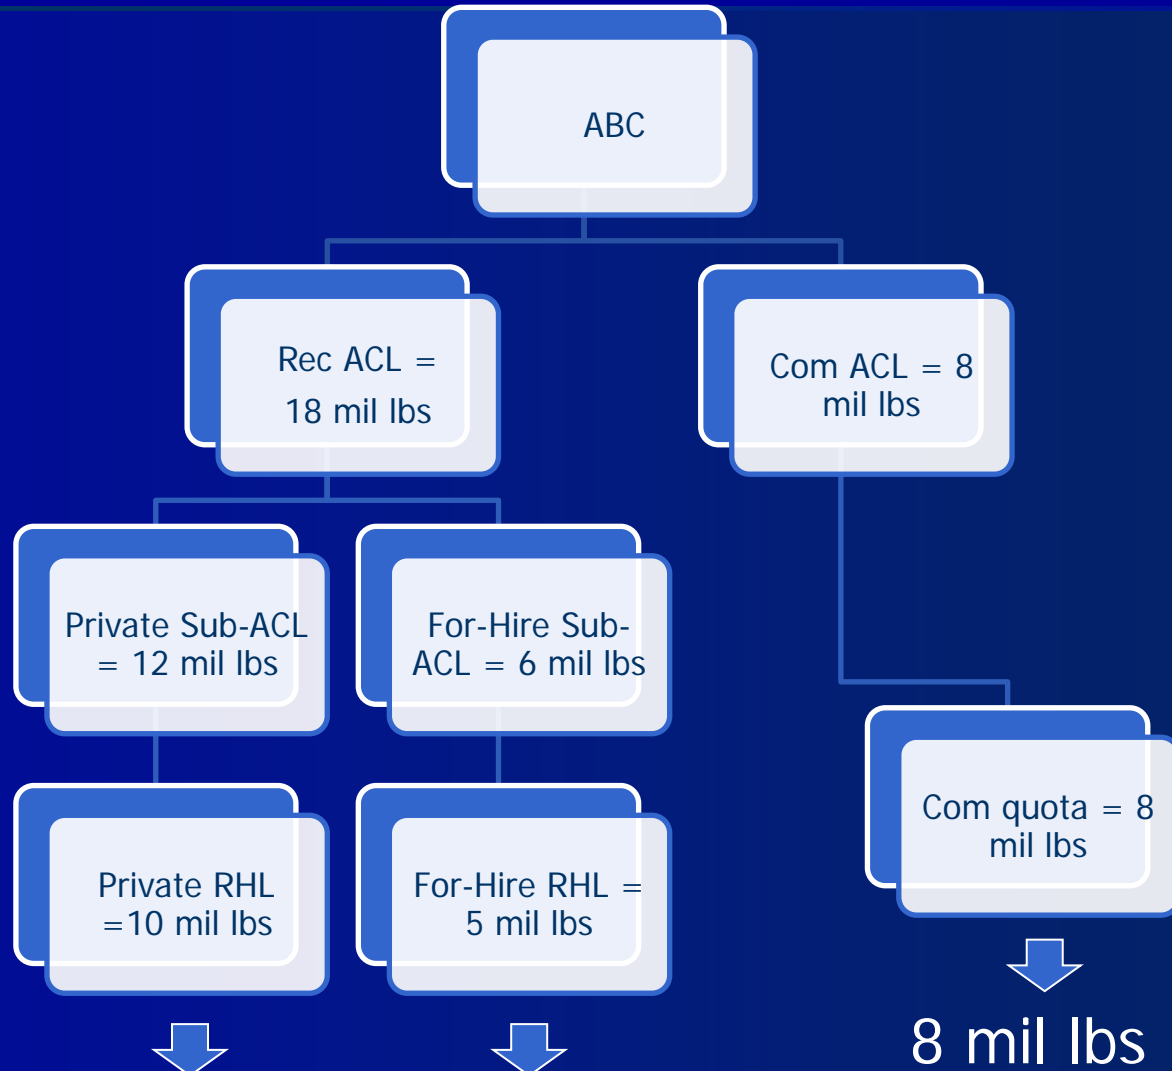 ABC
Rec ACL =
18 mil lbs
Com ACL = 8
mil lbs
Private Sub-ACL
= 12 mil lbs
For-Hire Sub-
ACL = 6 mil lbs
Private RHL
=10 mil lbs
For-Hire RHL =
5 mil lbs
Com quota = 8
mil lbs
8 mil lbs